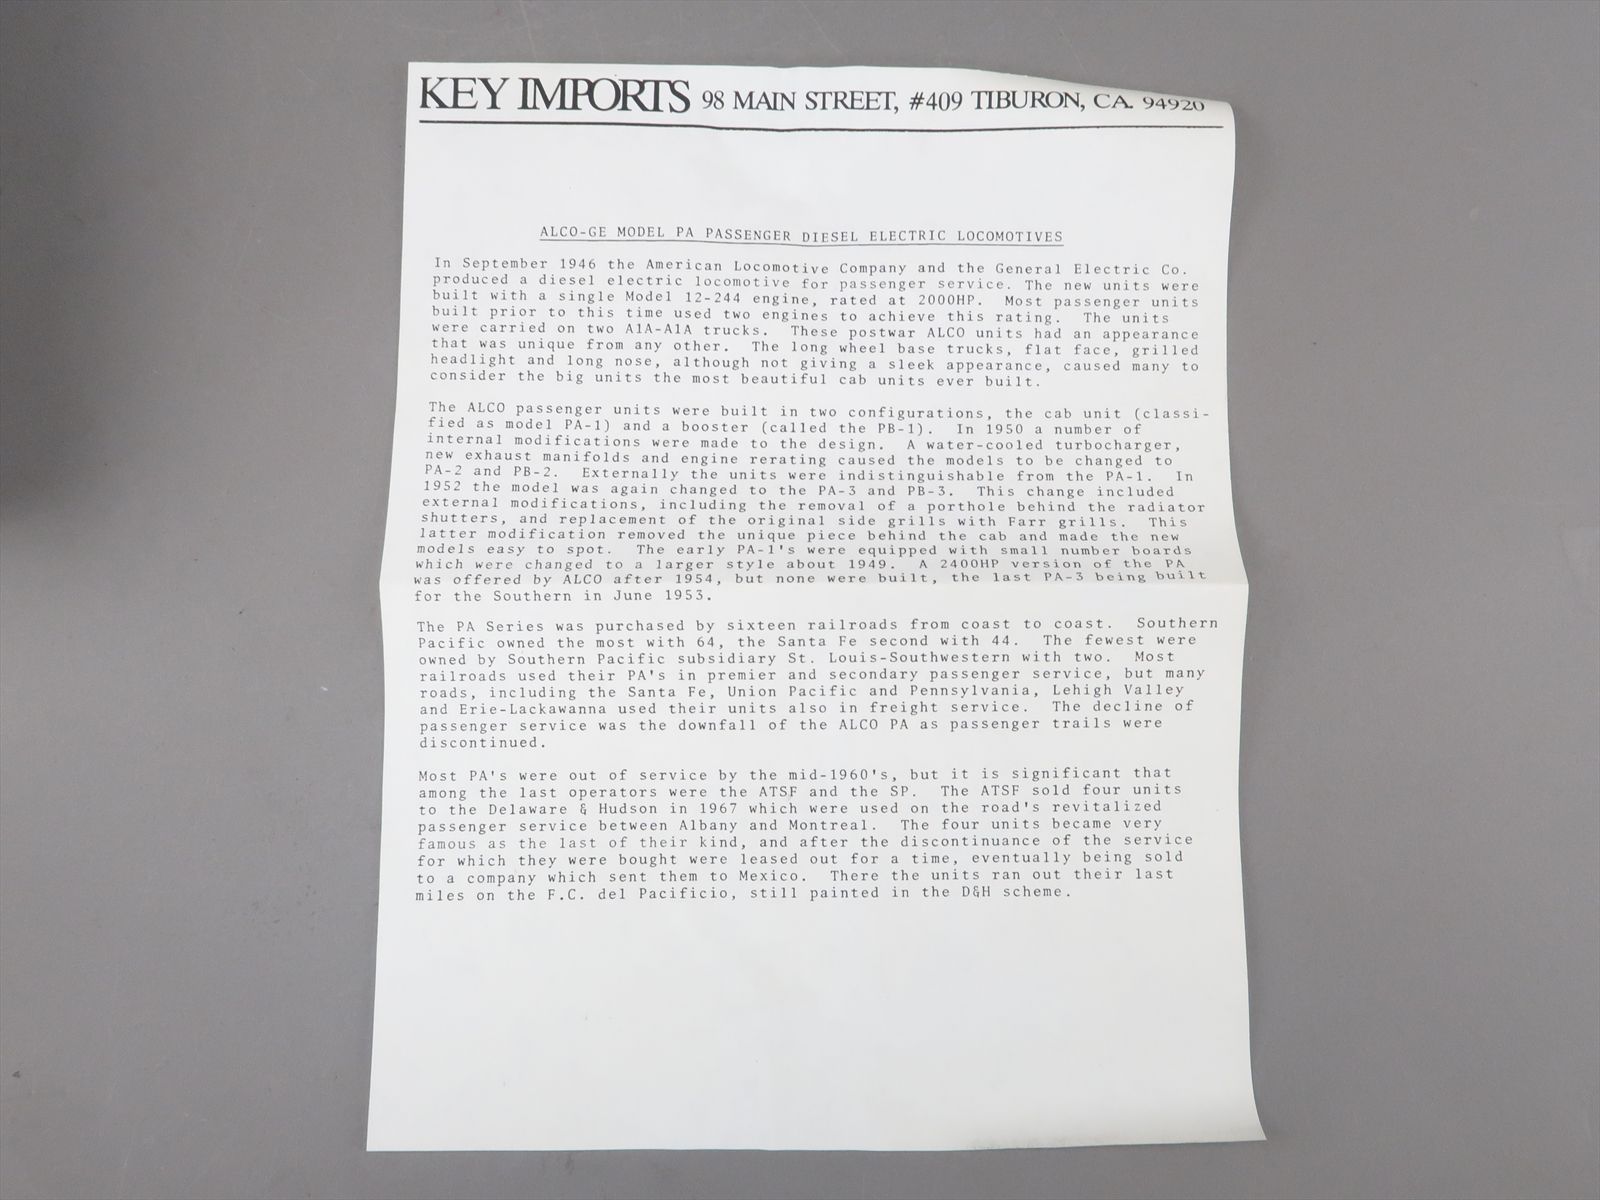 KEY IMPORTS 98 MAIN STREET, #409 TIBURON, CA. 94920
ALCO-GE MODEL PA PASSENGER DIESEL ELECTRIC LOCOMOTIVES
In September 1946 the American Locomotive Company and the General Electric Co.
produced a diesel electric locomotive for passenger service. The new units were
built with a single Model 12-244 engine, rated at 2000HP. Most passenger units
built prior to this time used two engines to achieve this rating. The units
were carried on two A1A-A1A trucks. These postwar ALCO units had an appearance
that was unique from any other. The long wheel base trucks, flat face, grilled
headlight and long nose, although not giving a sleek appearance, caused many to
consider the big units the most beautiful cab units ever built.
The ALCO passenger units were built in two configurations, the cab unit (classi-
fied as model PA-1) and a booster (called the PB-1). In 1950 a number of
internal modifications were made to the design. A water-cooled turbocharger,
new exhaust manifolds and engine rerating caused the models to be changed to
PA-2 and PB-2. Externally the units were indistinguishable from the PA-1. In
1952 the model was again changed to the PA-3 and PB-3. This change included
external modifications, including the removal of a porthole behind the radiator
shutters, and replacement of the original side grills with Farr grills. This
latter modification removed the unique piece behind the cab and made the new
models easy to spot. The early PA-1's were equipped with small number boards
which were changed to a larger style about 1949. A 2400HP version of the PA
was offered by ALCO after 1954, but none were built, the last PA-3 being built
for the Southern in June 1953.
The PA Series was purchased by sixteen railroads from coast to coast. Southern
Pacific owned the most with 64, the Santa Fe second with 44. The fewest were
owned by Southern Pacific subsidiary St. Louis-Southwestern with two. Most
railroads used their PA's in premier and secondary passenger service, but many
roads, including the Santa Fe, Union Pacific and Pennsylvania, Lehigh Valley
and Erie-Lackawanna used their units also in freight service. The decline of
passenger service was the downfall of the ALCO PA as passenger trails were
discontinued.
Most PA's were out of service by the mid-1960's, but it is significant that
among the last operators were the ATSF and the SP. The ATSF sold four units
to the Delaware & Hudson in 1967 which were used on the road's revitalized
passenger service between Albany and Montreal. The four units became very
famous as the last of their kind, and after the discontinuance of the service
for which they were bought were leased out for a time, eventually being sold
to a company which sent them to Mexico. There the units ran out their last
miles on the F.C. del Pacificio, still painted in the D&H scheme.